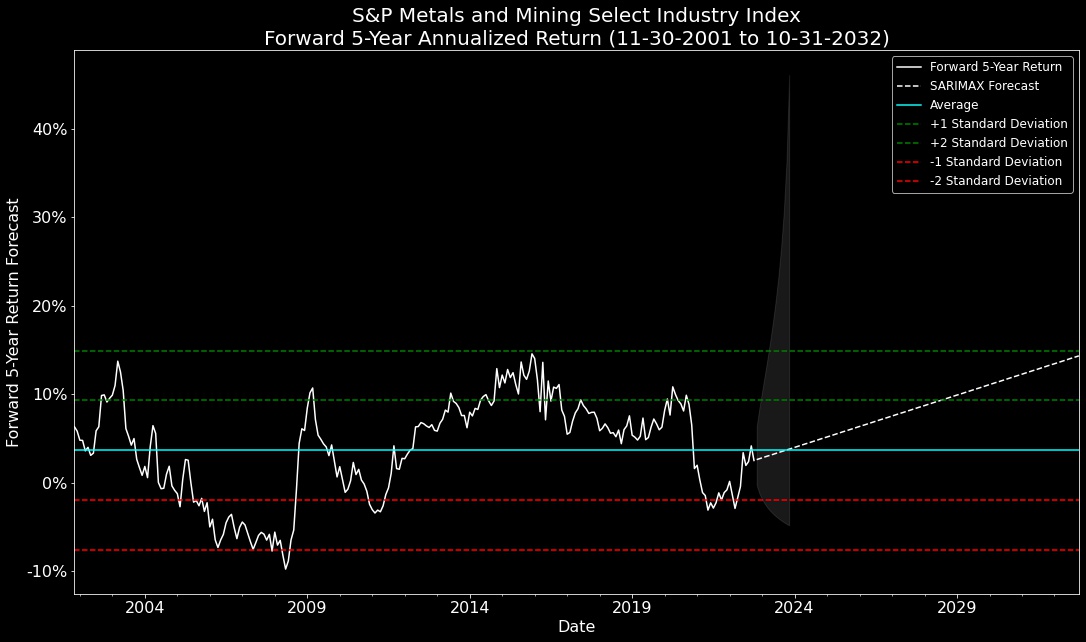 S&P Metals and Mining Select Industry Index
Forward 5-Year Annualized Return (11-30-2001 to 10-31-2032)
Forward 5-Year Return
SARIMAX Forecast
Average
+1 Standard Deviation
+2 Standard Deviation
-1 Standard Deviation
-2 Standard Deviation
Forward 5-Year Return Forecast
40%
30%
20%
10%
0%
-10%
2004 2009 2014 2019 2024 2029
Date